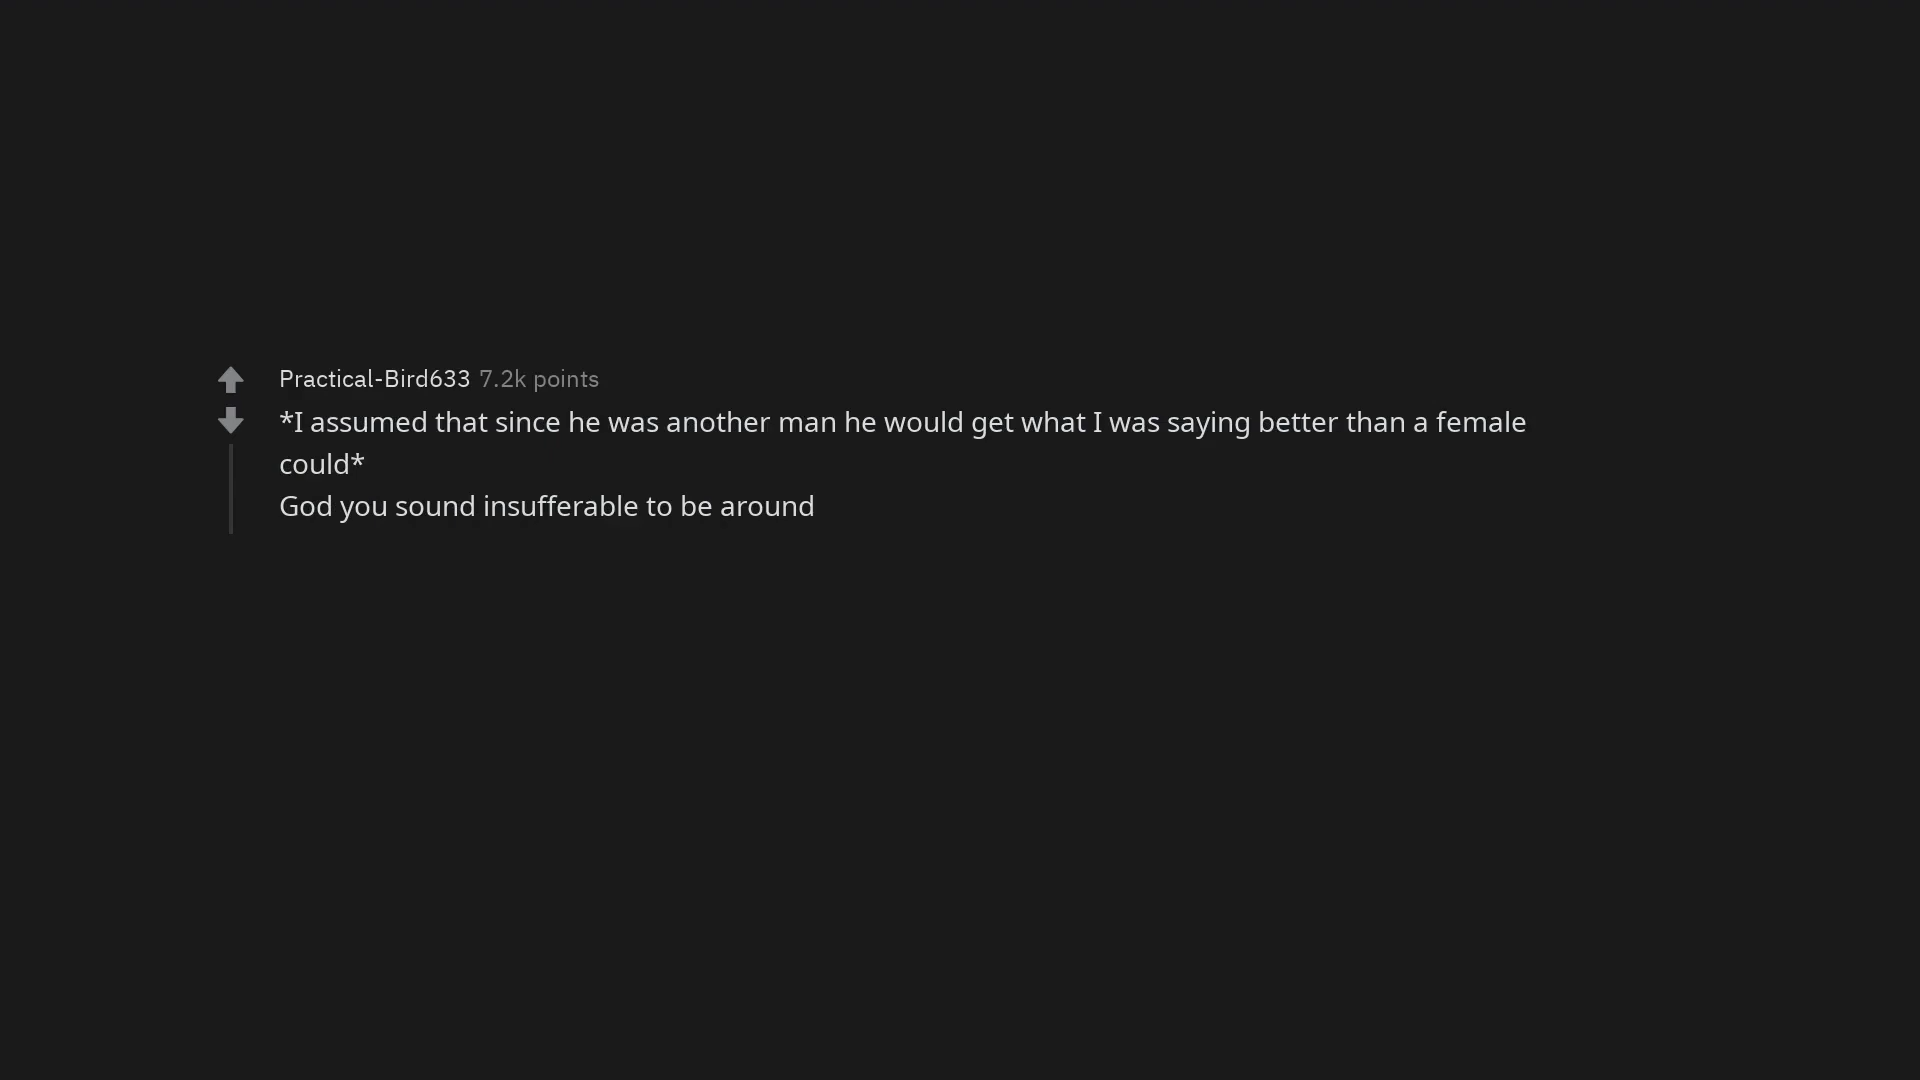 Practical-Bird633 7.2k points
*I assumed that since he was another man he would get what I was saying better than a female
could*
God you sound insufferable to be around